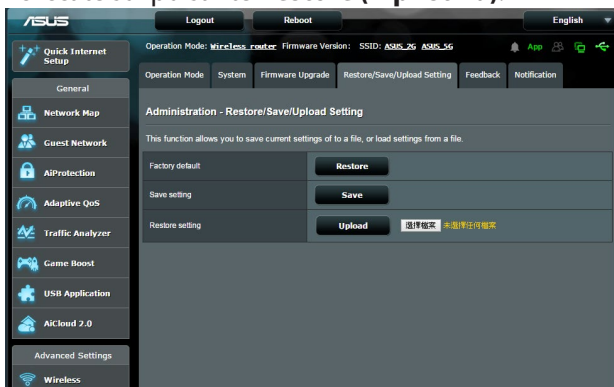 ASUS
Logout
Reboot
English
Quick Internet Setup
Operation Mode: Wireless router Firmware Version: SSID: ASUS_2G ASUS_5G
App
Operation Mode
System
Firmware Upgrade
Restore/Save/Upload Setting
Feedback
Notification
General
Network Map
Guest Network
AiProtection
Adaptive QoS
Traffic Analyzer
Game Boost
USB Application
AiCloud 2.0
Advanced Settings
Wireless
Administration - Restore/Save/Upload Setting
This function allows you to save current settings of to a file, or load settings from a file.
Factory default
Restore
Save setting
Save
Restore setting
Upload
選擇檔案 未選擇任何檔案